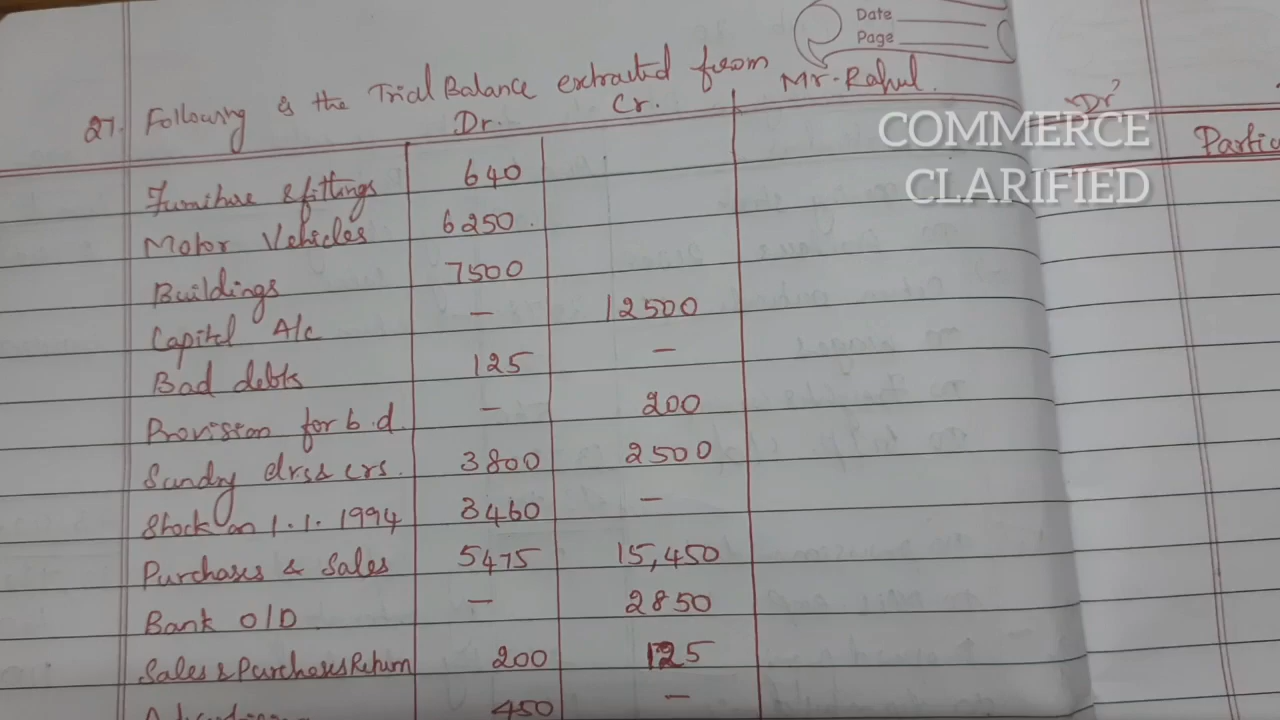 Date
Page
27. Following is the Trial Balance extracted from Mr. Rahul.
Dr. Cr.
Dr
COMMERCE
CLARIFIED
Partic
Furniture & fittings 640
Motor Vehicles 6250.
Buildings 7500
Capital A/c — 12500
Bad debts 125 —
Provision for b.d. — 200
Sundry drs & crs. 3800 2500
Stock on 1.1.1994 3460 —
Purchases & Sales 5475 15,450
Bank O/D — 2850
Sales & Purchases Return 200 125
450 —